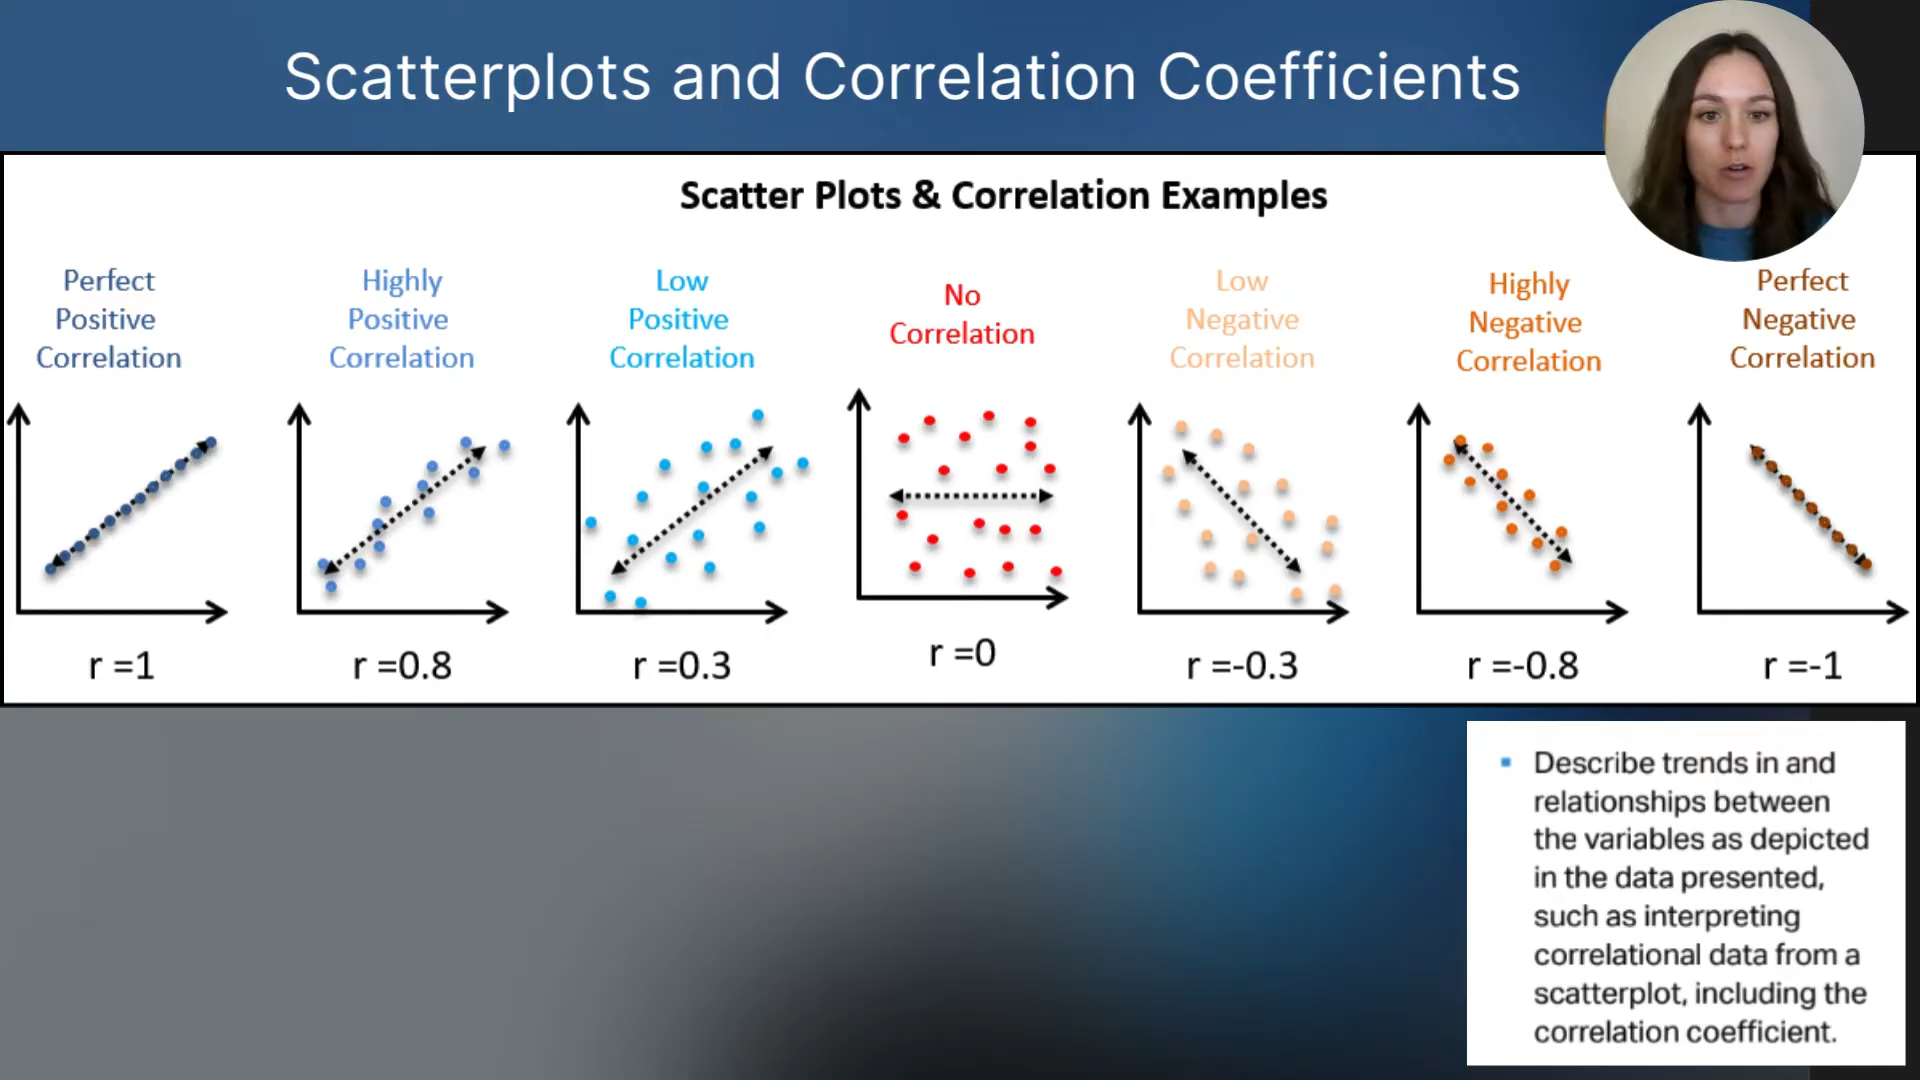 Scatterplots and Correlation Coefficients
Scatter Plots & Correlation Examples
Perfect
Positive
Correlation
r =1
Highly
Positive
Correlation
r =0.8
Low
Positive
Correlation
r =0.3
No
Correlation
r =0
Low
Negative
Correlation
r =-0.3
Highly
Negative
Correlation
r =-0.8
Perfect
Negative
Correlation
r =-1
▪ Describe trends in and
relationships between
the variables as depicted
in the data presented,
such as interpreting
correlational data from a
scatterplot, including the
correlation coefficient.